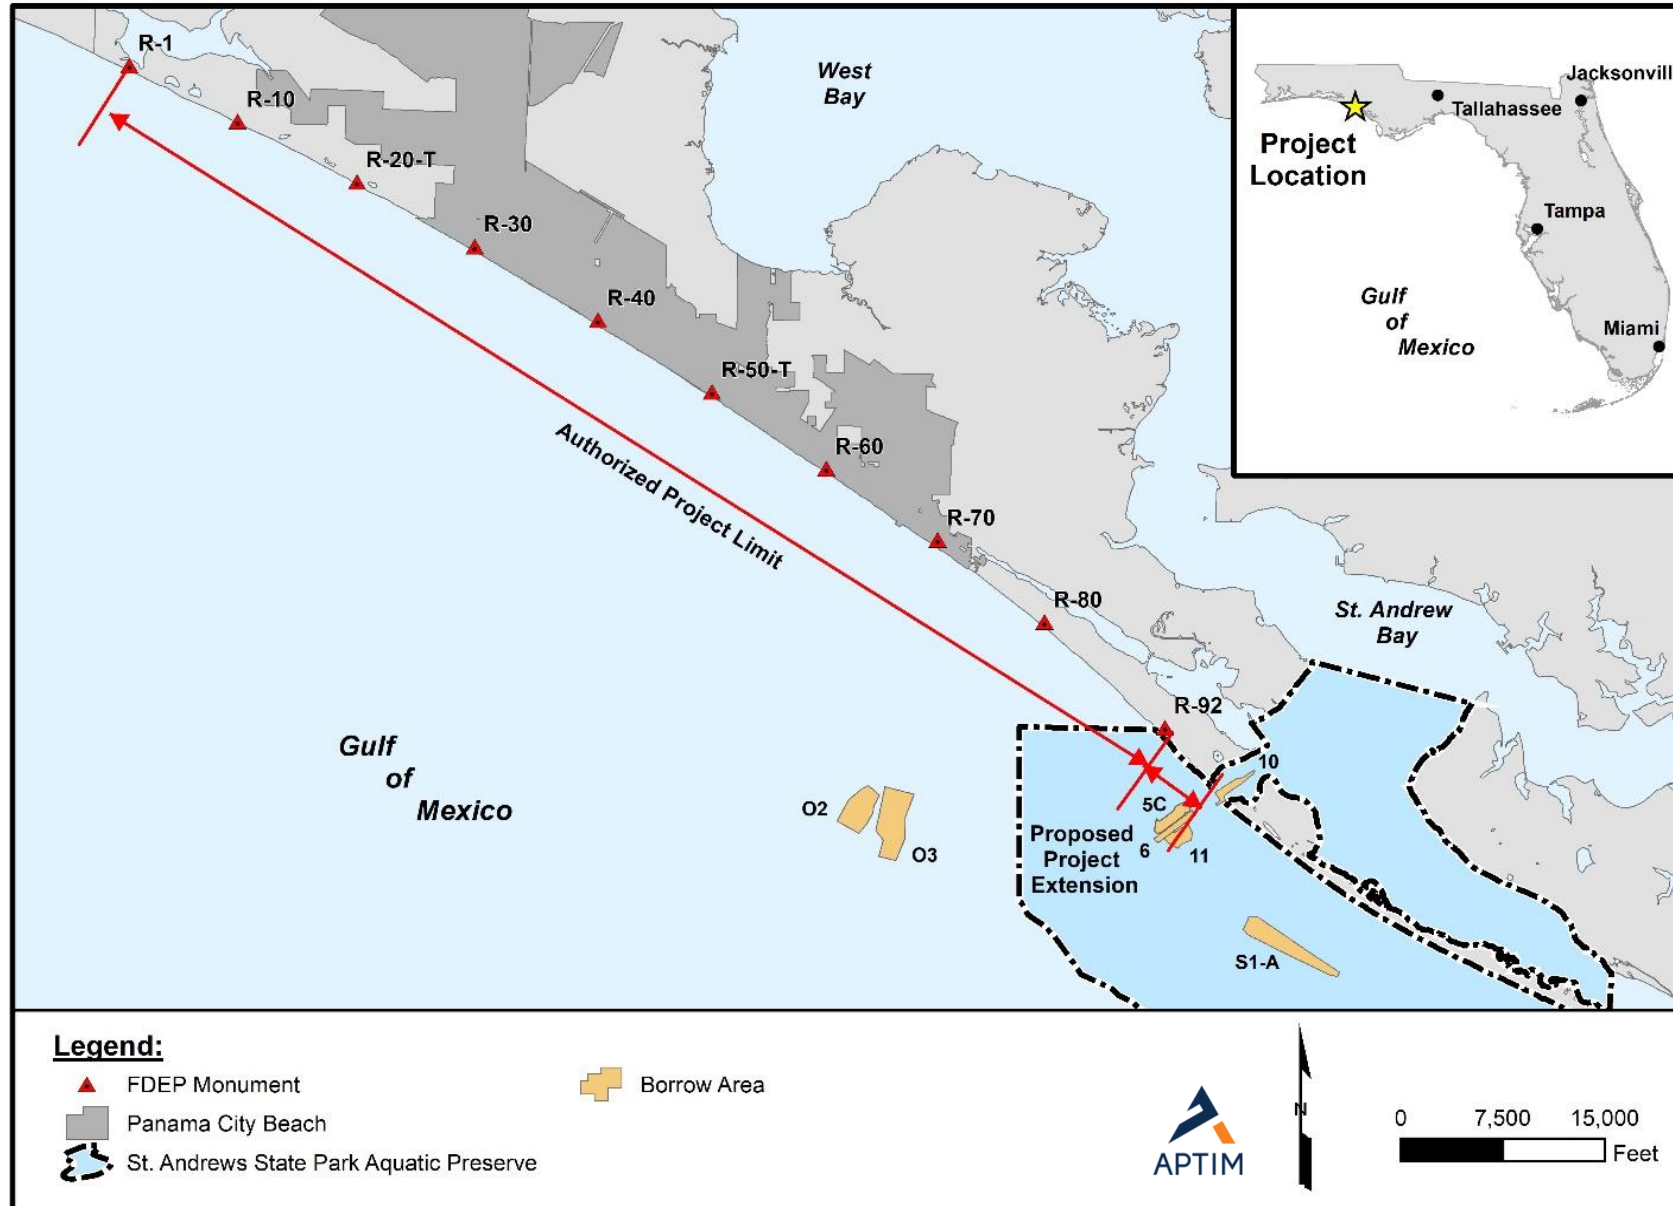 R-1
R-10
R-20-T
R-30
R-40
R-50-T
R-60
R-70
R-80
R-92
West
Bay
Authorized Project Limit
St. Andrew
Bay
Gulf
of
Mexico
O2
O3
5C
6
11
10
Proposed
Project
Extension
S1-A
Jacksonvill
Tallahassee
Project
Location
Tampa
Gulf
of
Mexico
Miami
Legend:
FDEP Monument
Panama City Beach
St. Andrews State Park Aquatic Preserve
Borrow Area
APTIM
N
0 7,500 15,000
Feet